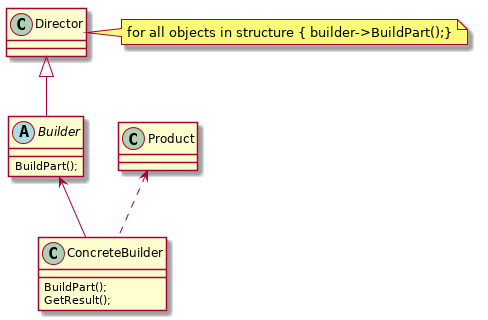 C Director
for all objects in structure { builder->BuildPart();}
A Builder
BuildPart();
C Product
C ConcreteBuilder
BuildPart();
GetResult();